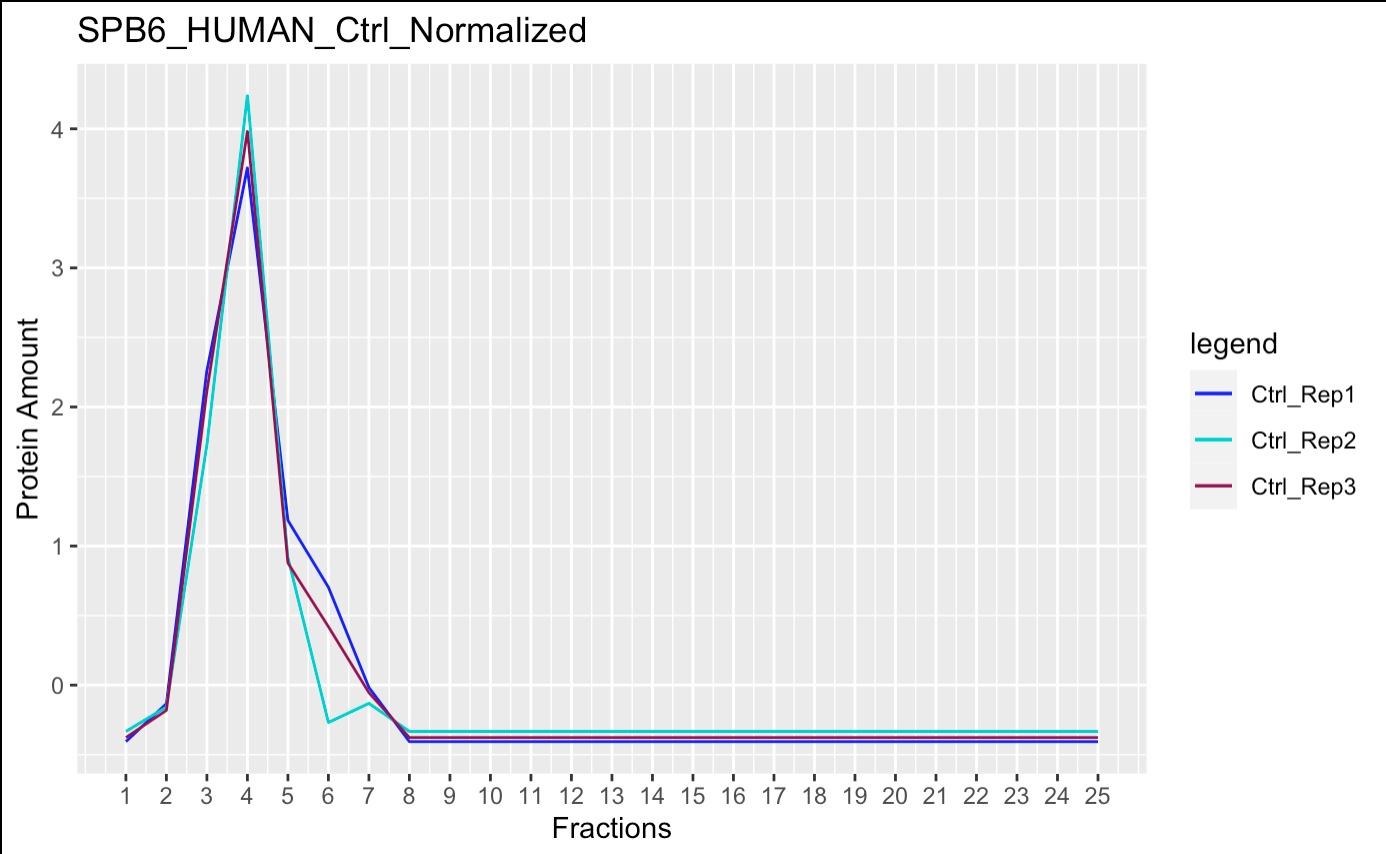 SPB6_HUMAN_Ctrl_Normalized
4
3
2
1
0
Protein Amount
1 2 3 4 5 6 7 8 9 10 11 12 13 14 15 16 17 18 19 20 21 22 23 24 25
Fractions
legend
Ctrl_Rep1
Ctrl_Rep2
Ctrl_Rep3